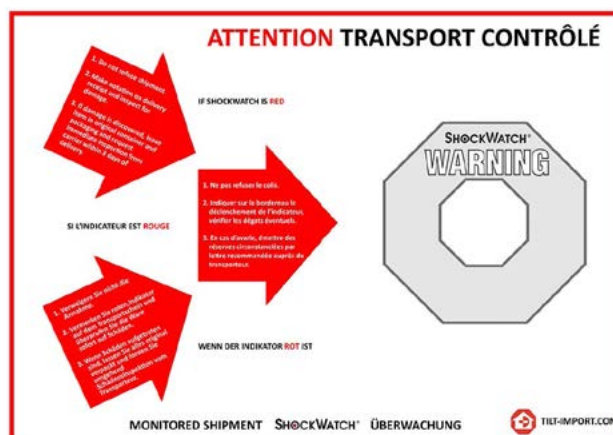 ATTENTION TRANSPORT CONTRÔLÉ
1. Do not refuse shipment
2. Make notation on delivery
receipt and inspect for
damage.
3. If damage is discovered, leave
item in original container and
packaging and request
immediate inspection from
carrier within 3 days of
delivery.
IF SHOCKWATCH IS RED
SHOCKWATCH®
WARNING
1. Ne pas refuser le colis.
2. Indiquer sur le bordereau le
déclenchement de l'indicateur,
vérifier les dégâts éventuels.
3. En cas d'avarie, émettre des
réserves circonstanciées par
lettre recommandée auprès du
transporteur.
SI L'INDICATEUR EST ROUGE
1. Verweigern Sie nicht die
Annahme.
2. Vermerken Sie roten Indikator
auf dem Transportschein und
überprüfen Sie die Ware
sofort auf Schäden.
3. Wenn Schäden aufgetreten
sind, lassen Sie alles original
verpackt und lassen Sie
umgehend
Schadensinspektion vom
Transporteur.
WENN DER INDIKATOR ROT IST
MONITORED SHIPMENT SHOCKWATCH® ÜBERWACHUNG
TILT-IMPORT.COM